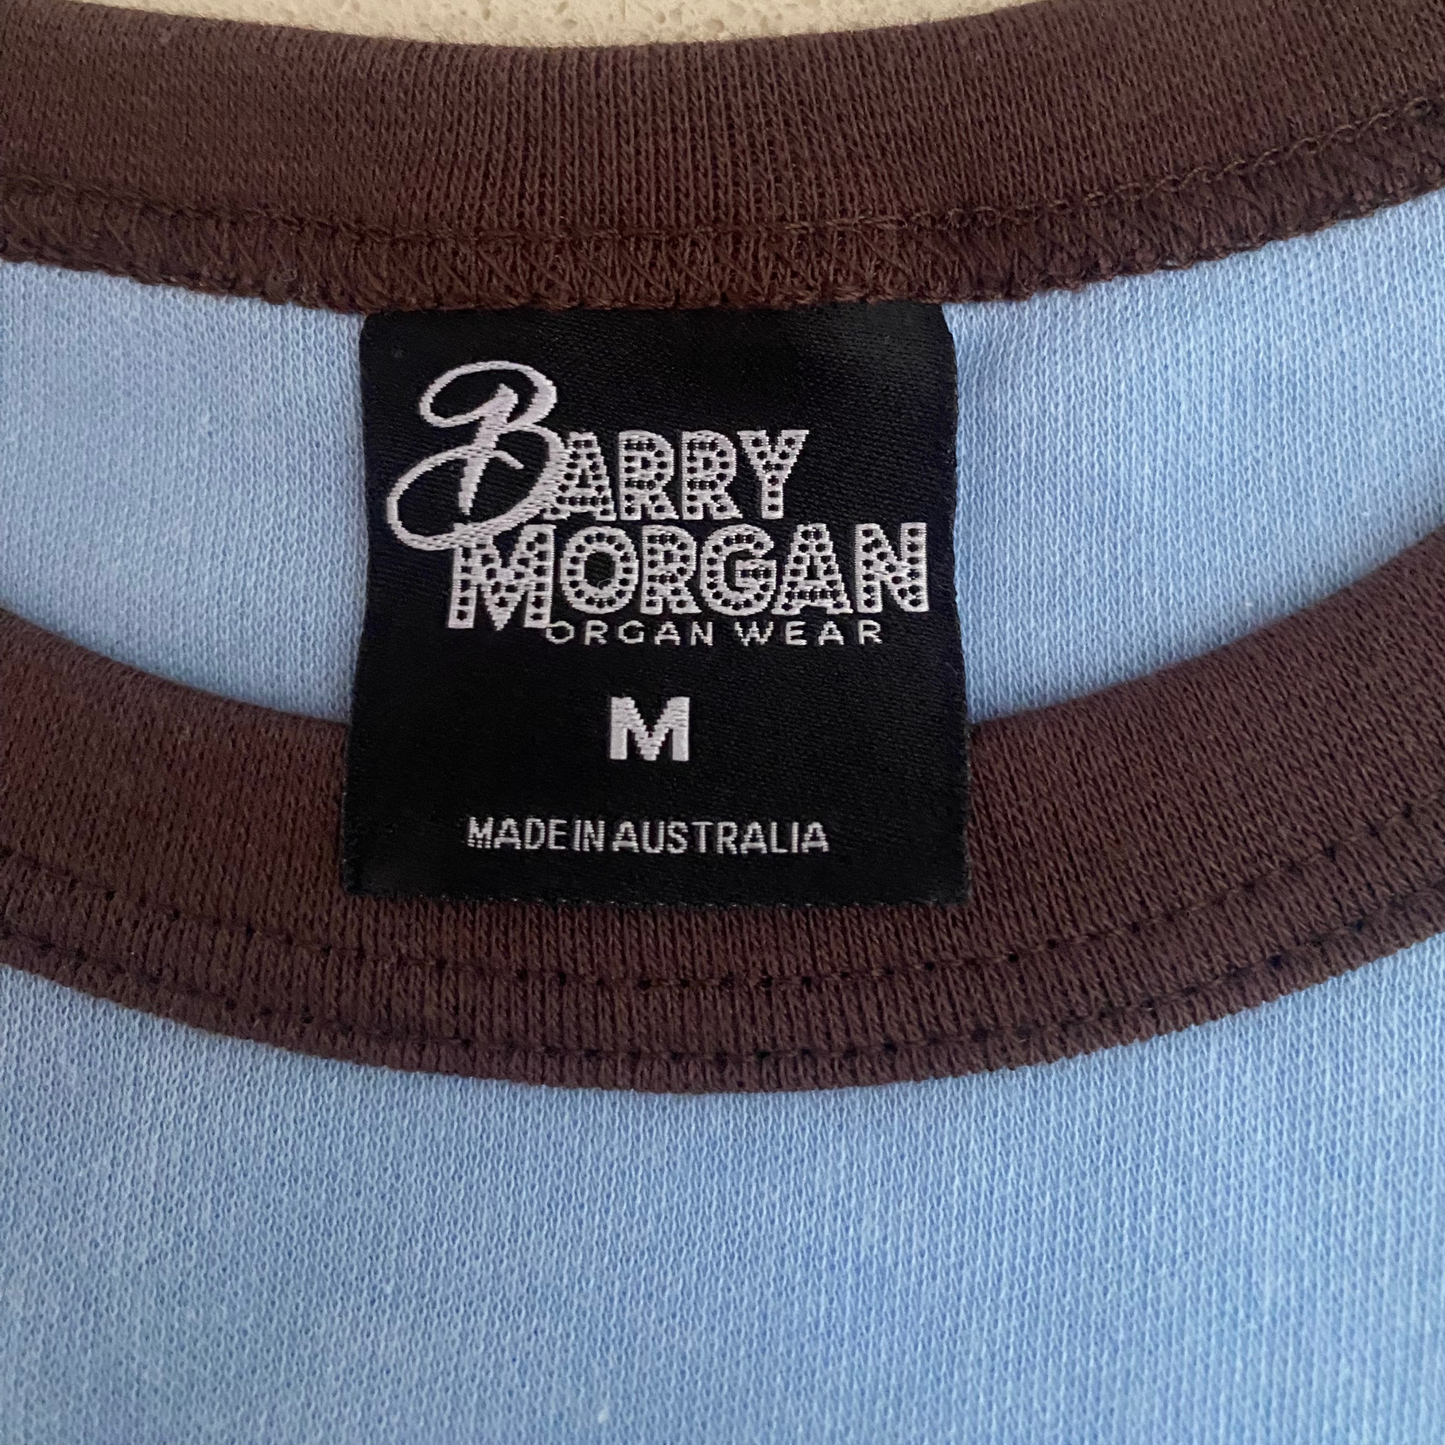 BARRY
MORGAN
ORGAN WEAR
M
MADE IN AUSTRALIA